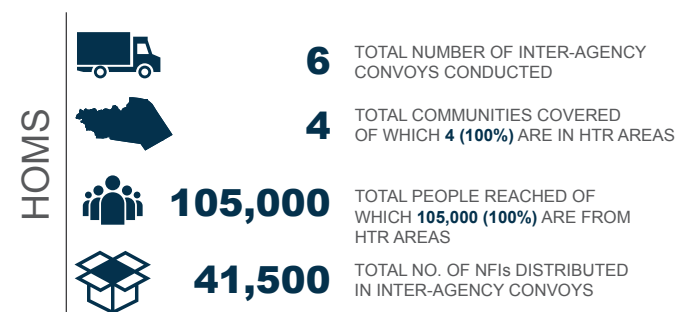 HOMS
6
TOTAL NUMBER OF INTER-AGENCY
CONVOYS CONDUCTED
4
TOTAL COMMUNITIES COVERED
OF WHICH 4 (100%) ARE IN HTR AREAS
105,000
TOTAL PEOPLE REACHED OF
WHICH 105,000 (100%) ARE FROM
HTR AREAS
41,500
TOTAL NO. OF NFIs DISTRIBUTED
IN INTER-AGENCY CONVOYS